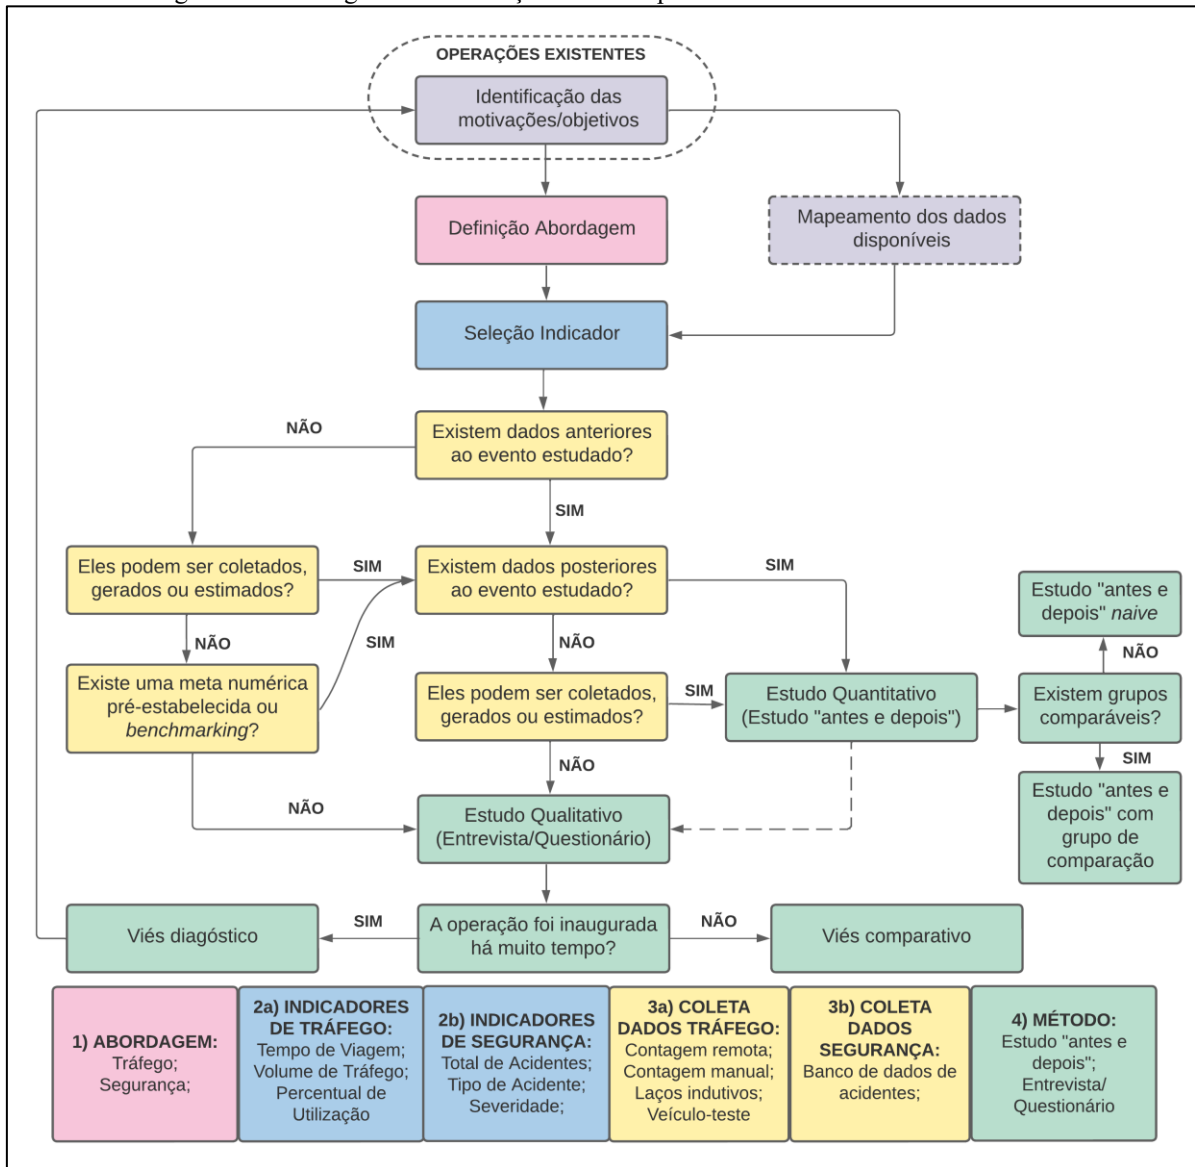 OPERAÇÕES EXISTENTES
Identificação das
motivações/objetivos
Definição Abordagem
Mapeamento dos dados
disponíveis
Seleção Indicador
NÃO
Existem dados anteriores
ao evento estudado?
SIM
Eles podem ser coletados,
gerados ou estimados?
SIM
Existem dados posteriores
ao evento estudado?
SIM
Estudo "antes e
depois" naive
NÃO
SIM
NÃO
NÃO
Existe uma meta numérica
pré-estabelecida ou
benchmarking?
Eles podem ser coletados,
gerados ou estimados?
SIM
Estudo Quantitativo
(Estudo "antes e depois")
Existem grupos
comparáveis?
NÃO
SIM
NÃO
Estudo Qualitativo
(Entrevista/Questionário)
Estudo "antes e
depois" com
grupo de
comparação
Viés diagóstico
SIM
A operação foi inaugurada
há muito tempo?
NÃO
Viés comparativo
1) ABORDAGEM:
Tráfego;
Segurança;
2a) INDICADORES
DE TRÁFEGO:
Tempo de Viagem;
Volume de Tráfego;
Percentual de
Utilização
2b) INDICADORES
DE SEGURANÇA:
Total de Acidentes;
Tipo de Acidente;
Severidade;
3a) COLETA
DADOS TRÁFEGO:
Contagem remota;
Contagem manual;
Laços indutivos;
Veículo-teste
3b) COLETA
DADOS
SEGURANÇA:
Banco de dados de
acidentes;
4) MÉTODO:
Estudo "antes e
depois";
Entrevista/
Questionário